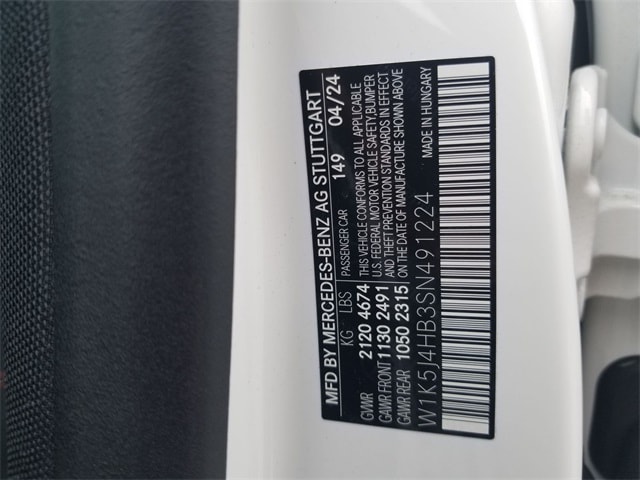 MFD BY MERCEDES-BENZ AG STUTTGART
KG LBS PASSENGER CAR 149 04/24
GVWR 2120 4674 THIS VEHICLE CONFORMS TO ALL APPLICABLE
GAWR FRONT 1130 2491 U.S. FEDERAL MOTOR VEHICLE SAFETY, BUMPER
GAWR REAR 1050 2315 AND THEFT PREVENTION STANDARDS IN EFFECT
ON THE DATE OF MANUFACTURE SHOWN ABOVE
W1K5J4HB3SN491224 MADE IN HUNGARY